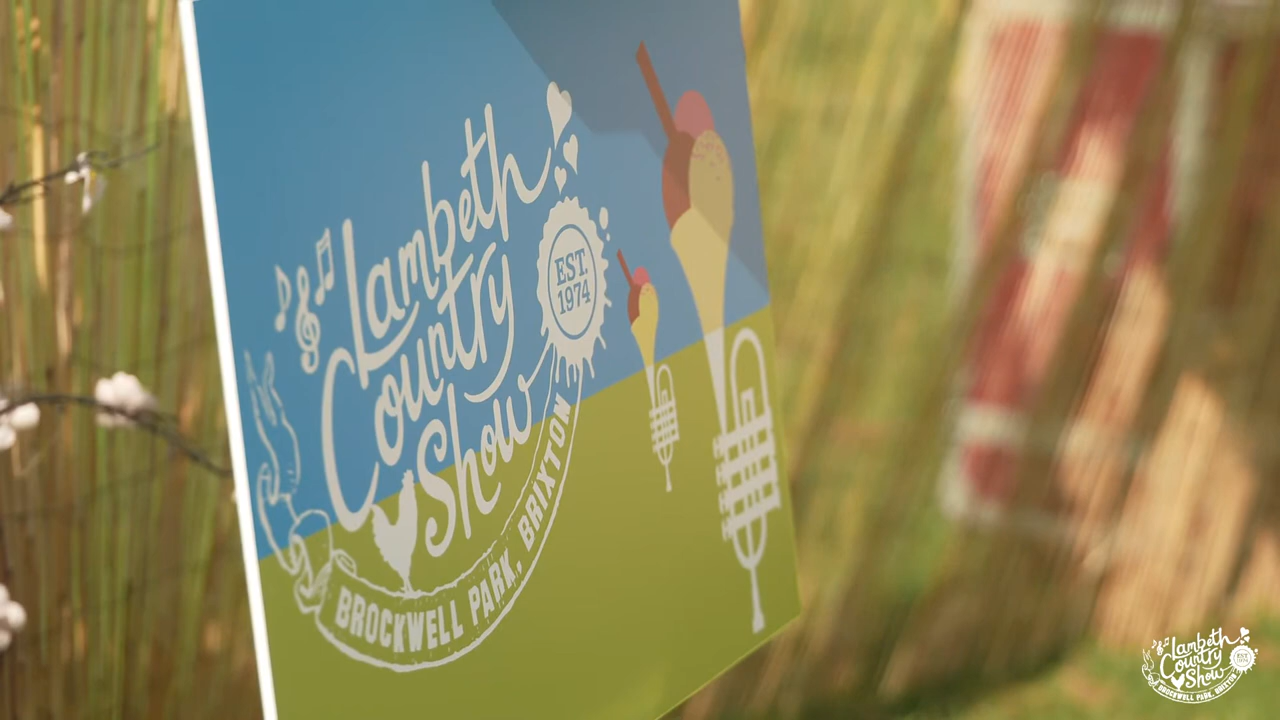 Lambeth
Country
Show
EST.
1974
BROCKWELL PARK, BRIXTON
Lambeth
Country
Show
EST.
1974
BROCKWELL PARK, BRIXTON